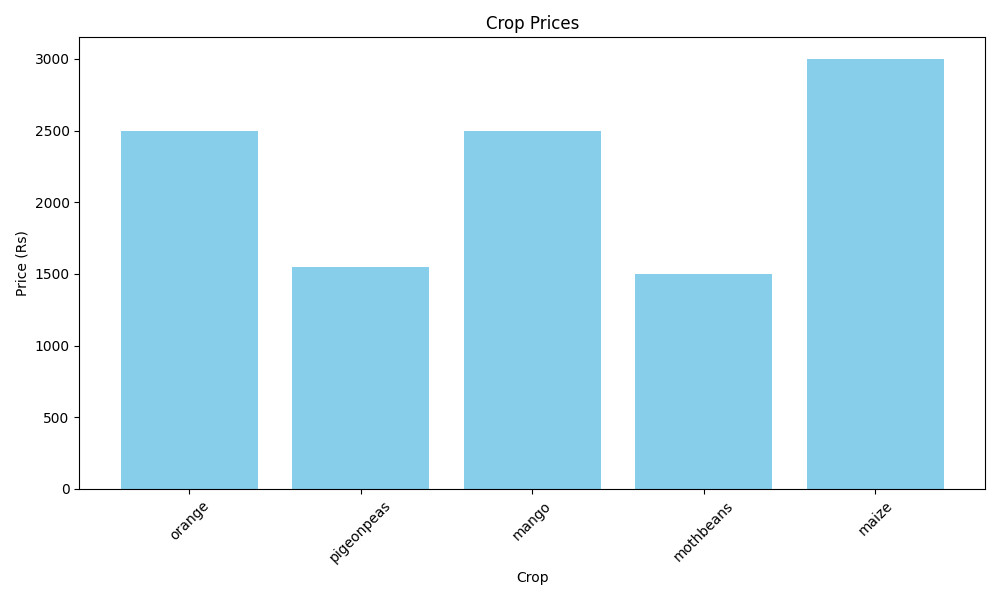 Crop Prices
Price (Rs)
3000
2500
2000
1500
1000
500
0
orange
pigeonpeas
mango
mothbeans
maize
Crop